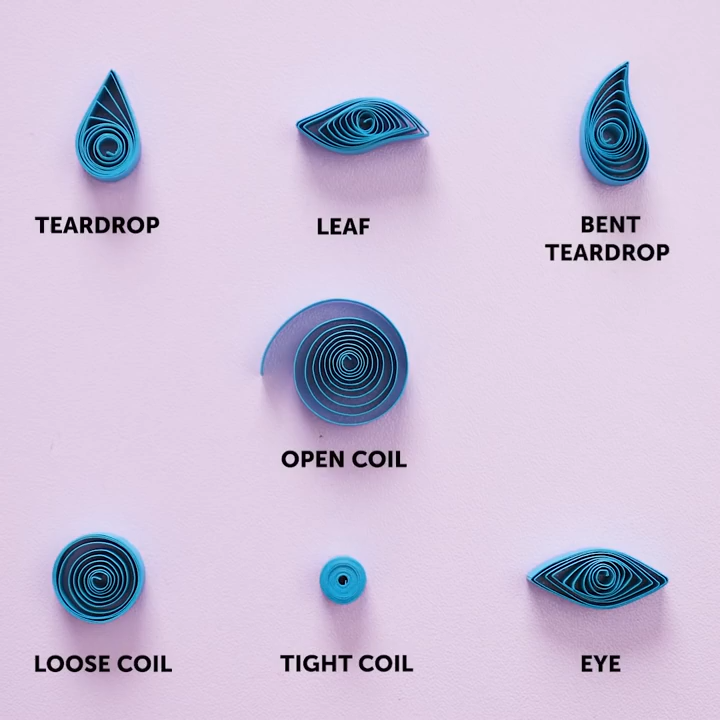 TEARDROP
LEAF
BENT
TEARDROP
OPEN COIL
LOOSE COIL
TIGHT COIL
EYE